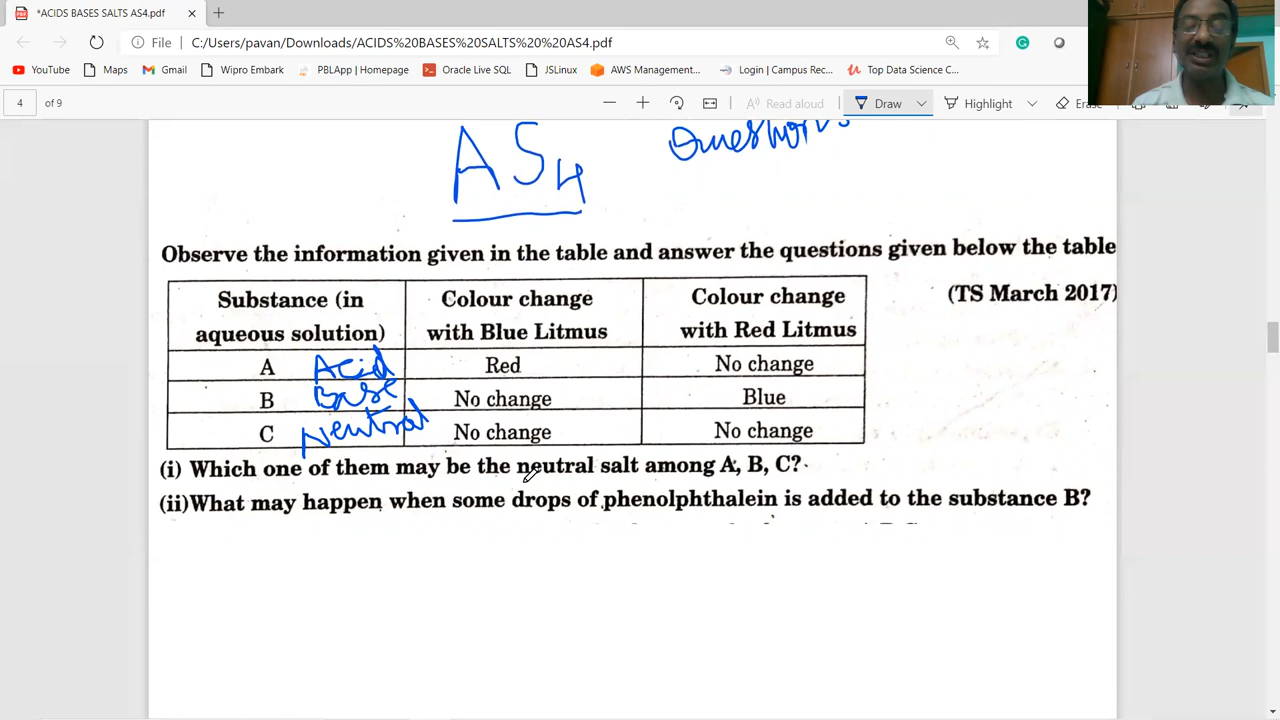 *ACIDS BASES SALTS AS4.pdf
File C:/Users/pavan/Downloads/ACIDS%20BASES%20SALTS%20%20AS4.pdf
YouTube Maps Gmail Wipro Embark PBLApp | Homepage Oracle Live SQL JSLinux AWS Management... Login | Campus Rec... Top Data Science C...
4 of 9 Read aloud Draw Highlight Erase
Questions
AS4
Observe the information given in the table and answer the questions given below the table
(TS March 2017)
Substance (in aqueous solution) Colour change with Blue Litmus Colour change with Red Litmus
A Acid Red No change
B Base No change Blue
C Neutral No change No change
(i) Which one of them may be the neutral salt among A, B, C?
(ii)What may happen when some drops of phenolphthalein is added to the substance B?